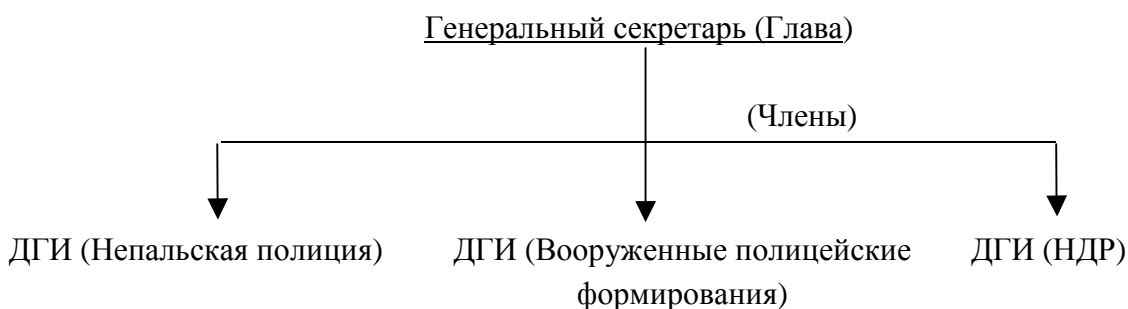 Генеральный секретарь (Глава)
(Члены)
ДГИ (Непальская полиция) ДГИ (Вооруженные полицейские ДГИ (НДР)
формирования)